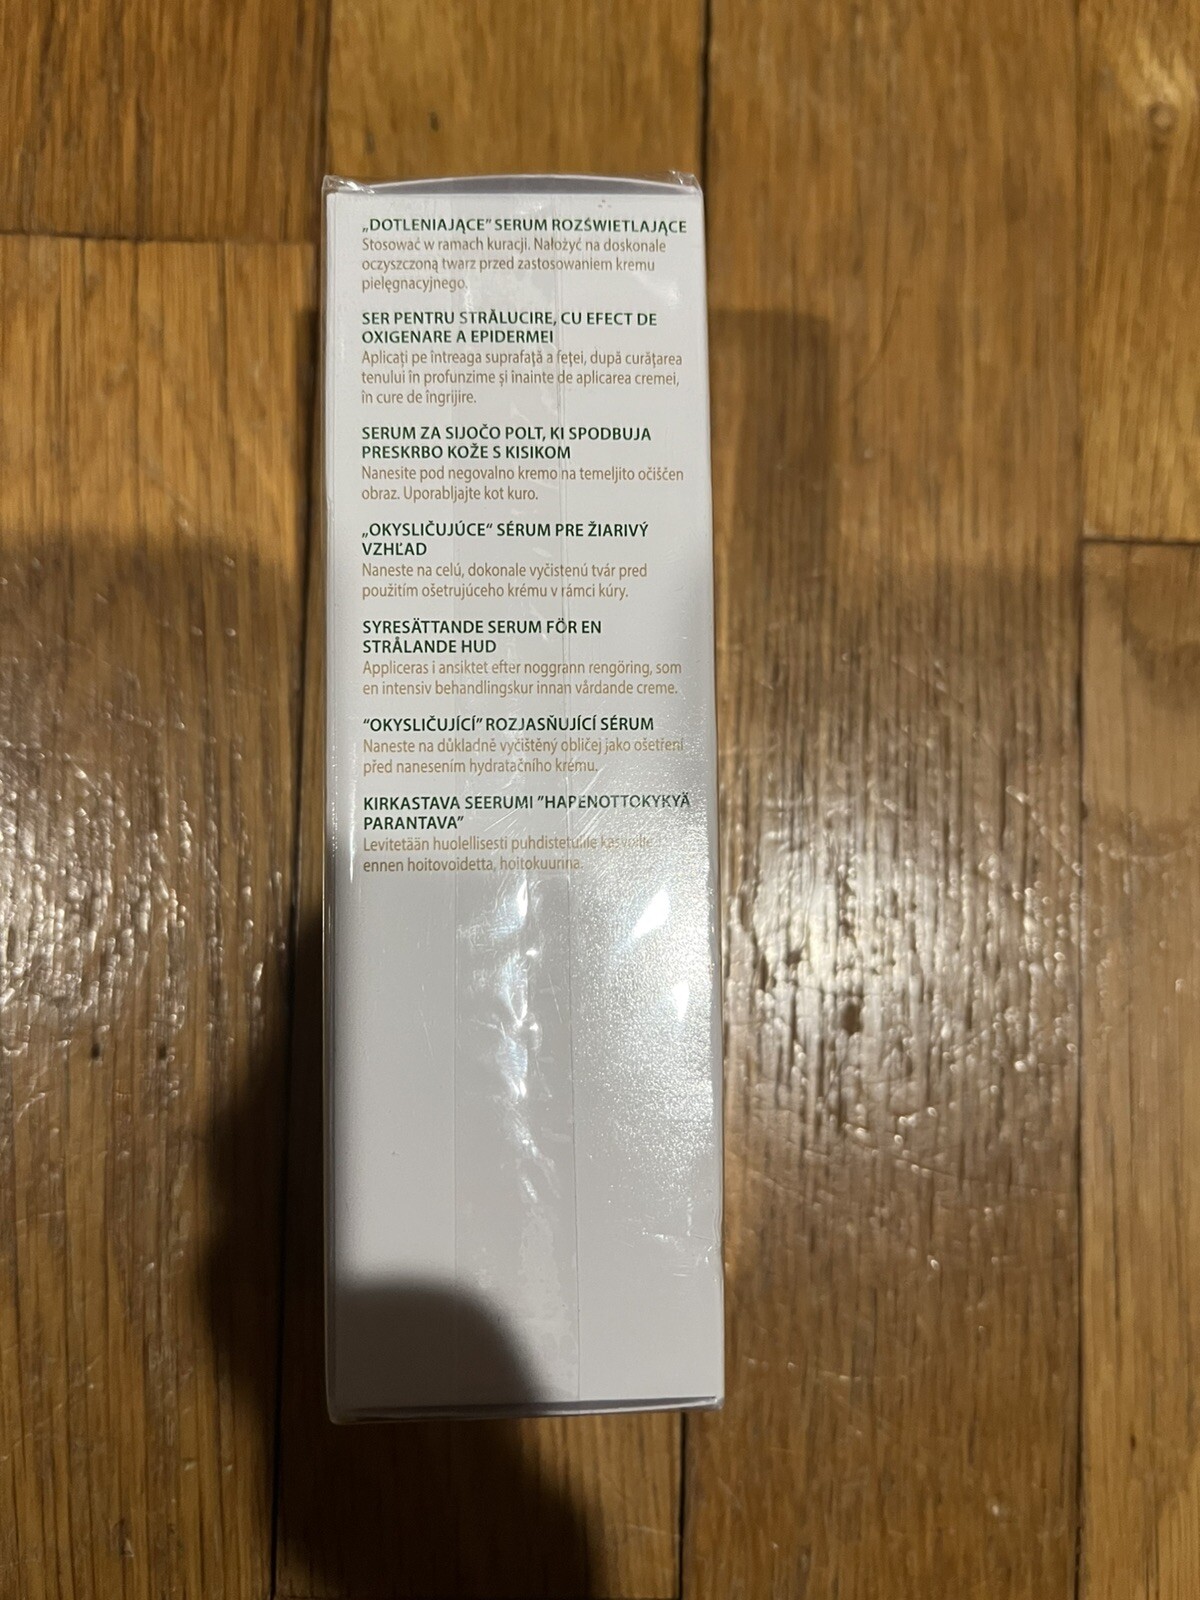 „DOTLENIAJĄCE” SERUM ROZŚWIETLAJĄCE
Stosować w ramach kuracji. Nałożyć na doskonale
oczyszczoną twarz przed zastosowaniem kremu
pielęgnacyjnego.
SER PENTRU STRĂLUCIRE, CU EFECT DE
OXIGENARE A EPIDERMEI
Aplicați pe întreaga suprafață a feței, după curățarea
tenului în profunzime și înainte de aplicarea cremei,
în cure de îngrijire.
SERUM ZA SIJOČO POLT, KI SPODBUJA
PRESKRBO KOŽE S KISIKOM
Nanesite pod negovalno kremo na temeljito očiščen
obraz. Uporabljajte kot kuro.
„OKYSLIČUJÚCE“ SÉRUM PRE ŽIARIVÝ
VZHĽAD
Naneste na celú, dokonale vyčistenú tvár pred
použitím ošetrujúceho krému v rámci kúry.
SYRESÄTTANDE SERUM FÖR EN
STRÅLANDE HUD
Appliceras i ansiktet efter noggrann rengöring, som
en intensiv behandlingskur innan vårdande creme.
“OKYSLIČUJÍCÍ” ROZJASŇUJÍCÍ SÉRUM
Naneste na důkladně vyčištěný obličej jako ošetření
před nanesením hydratačního krému.
KIRKASTAVA SEERUMI ”HAPENOTTOKYKYÄ
PARANTAVA”
Levitetään huolellisesti puhdistetulle kasvoille
ennen hoitovoidetta, hoitokuurina.